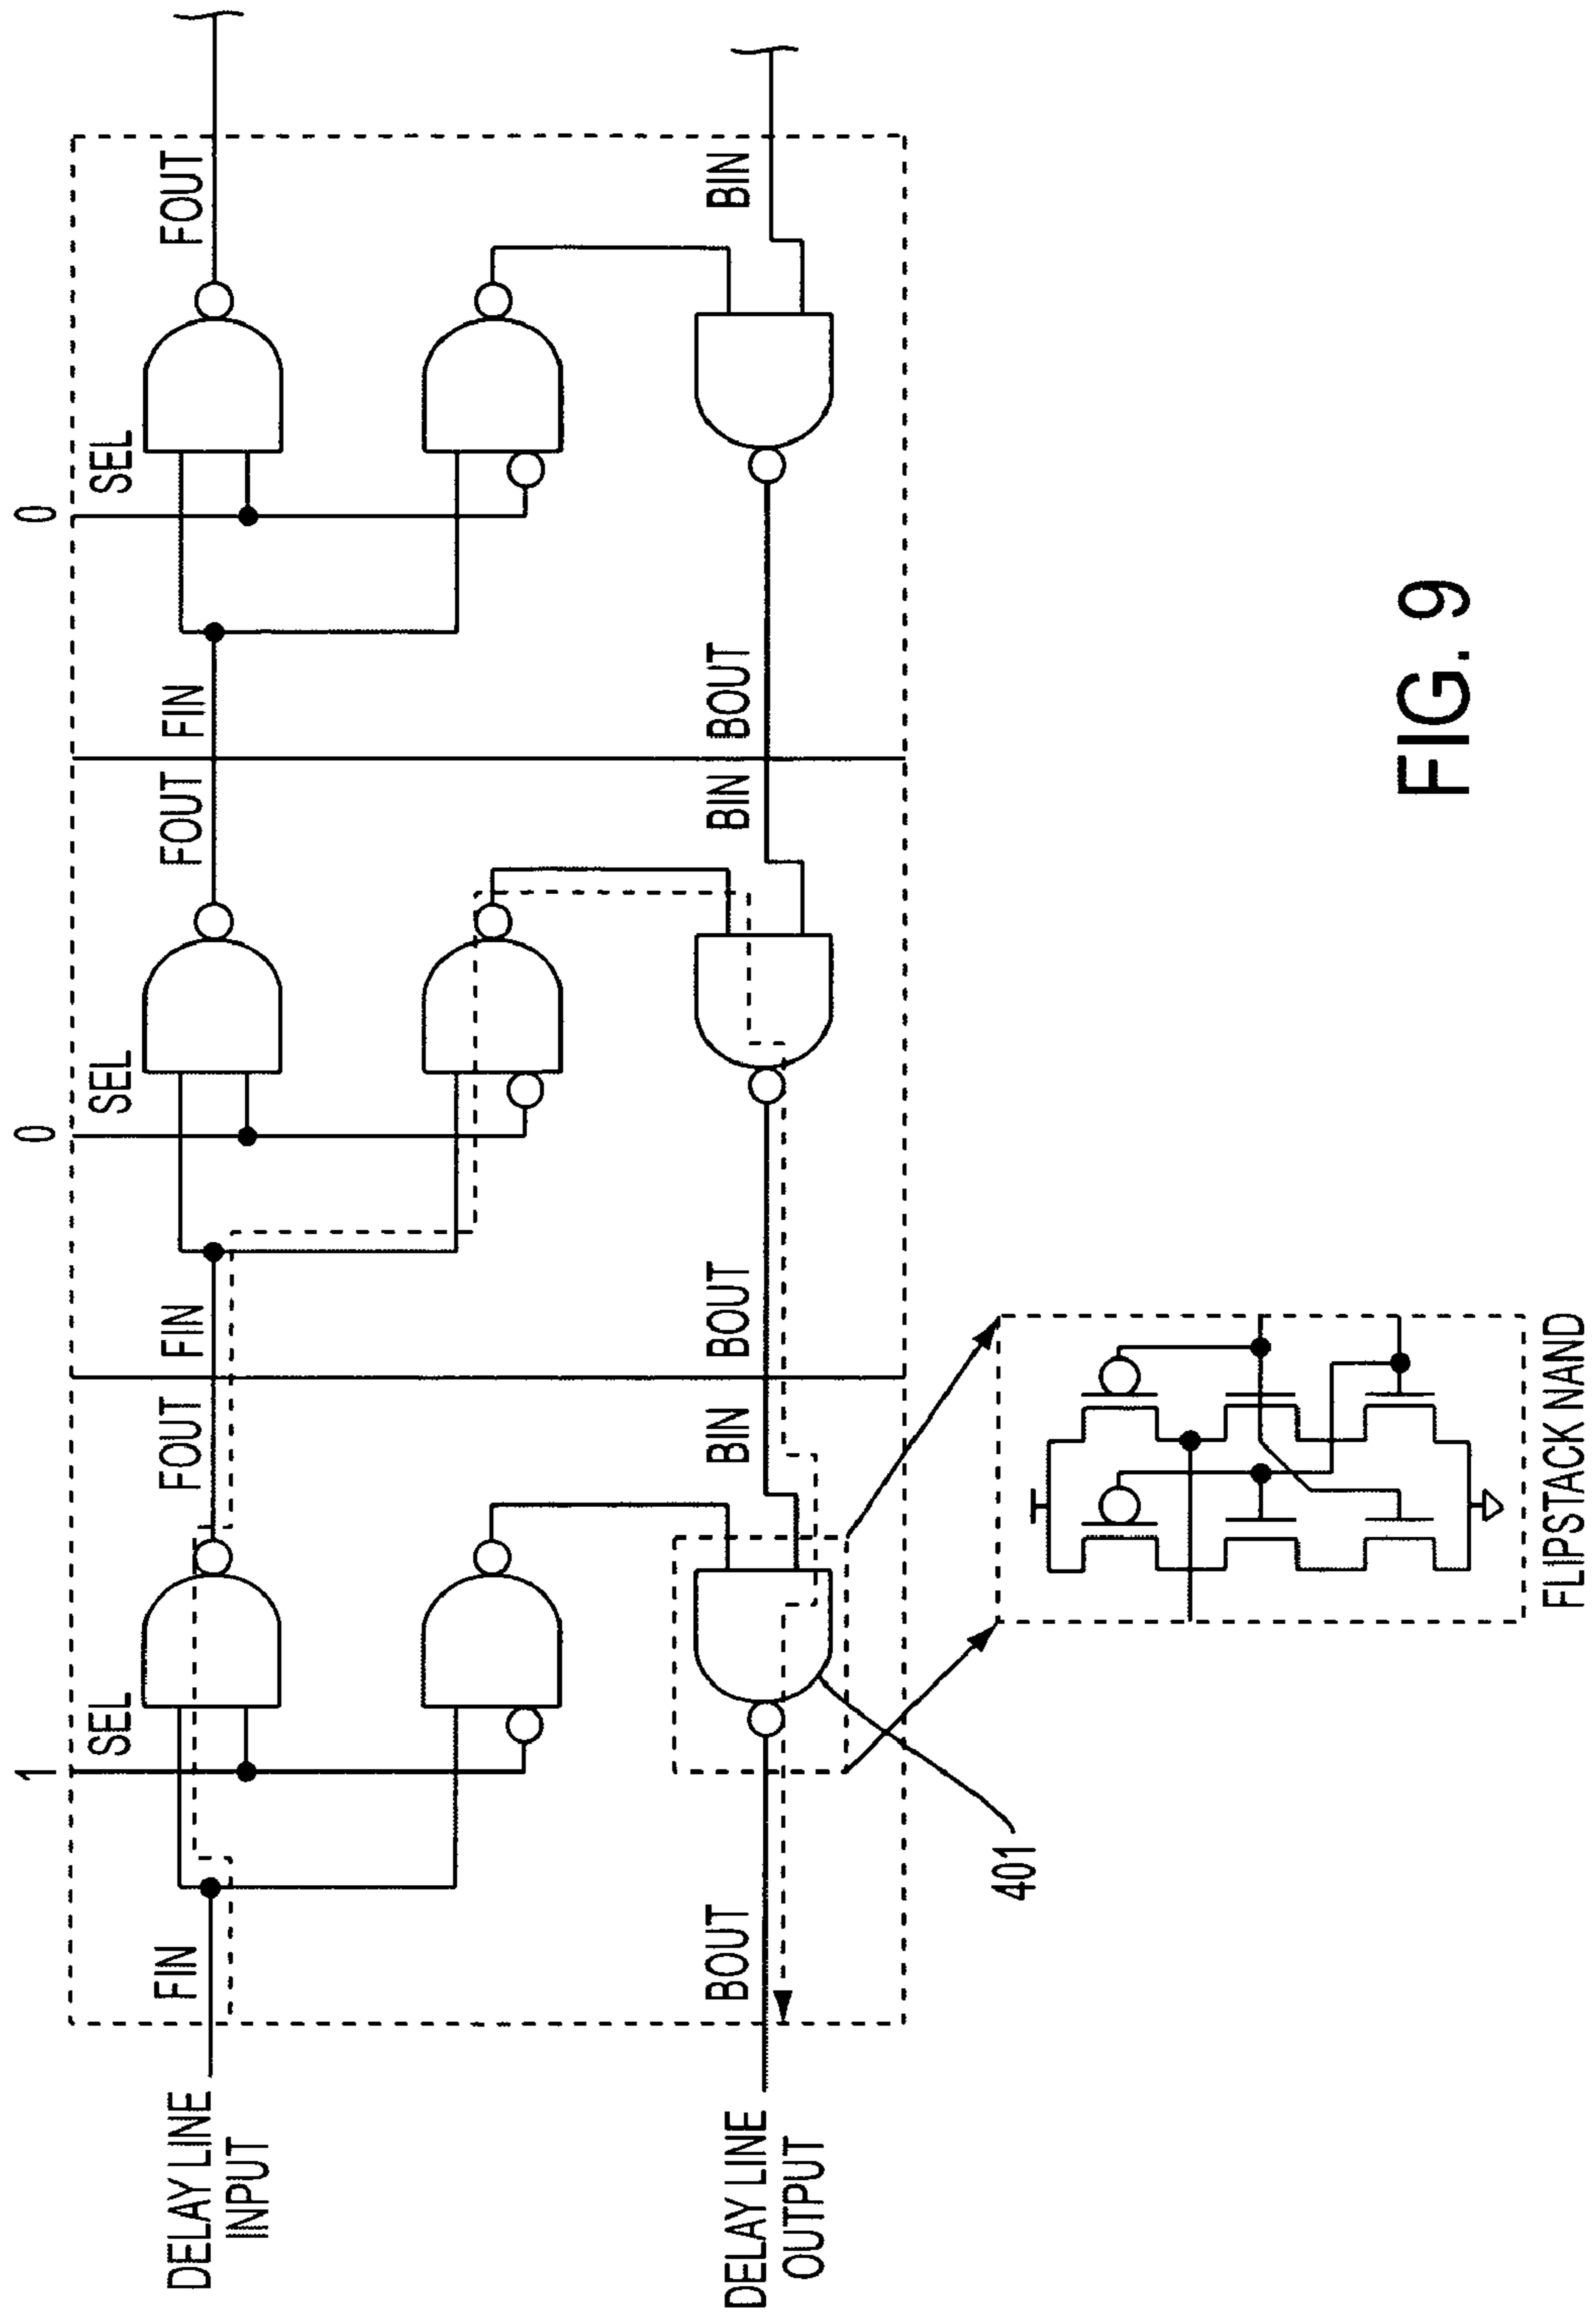 1
0
0
SEL
SEL
SEL
FIN
FOUT
FIN
FOUT
FIN
FOUT
DELAY LINE
INPUT
BOUT
BIN
BOUT
BIN
BOUT
BIN
DELAY LINE
OUTPUT
401
FLIPSTACK NAND
FIG. 9